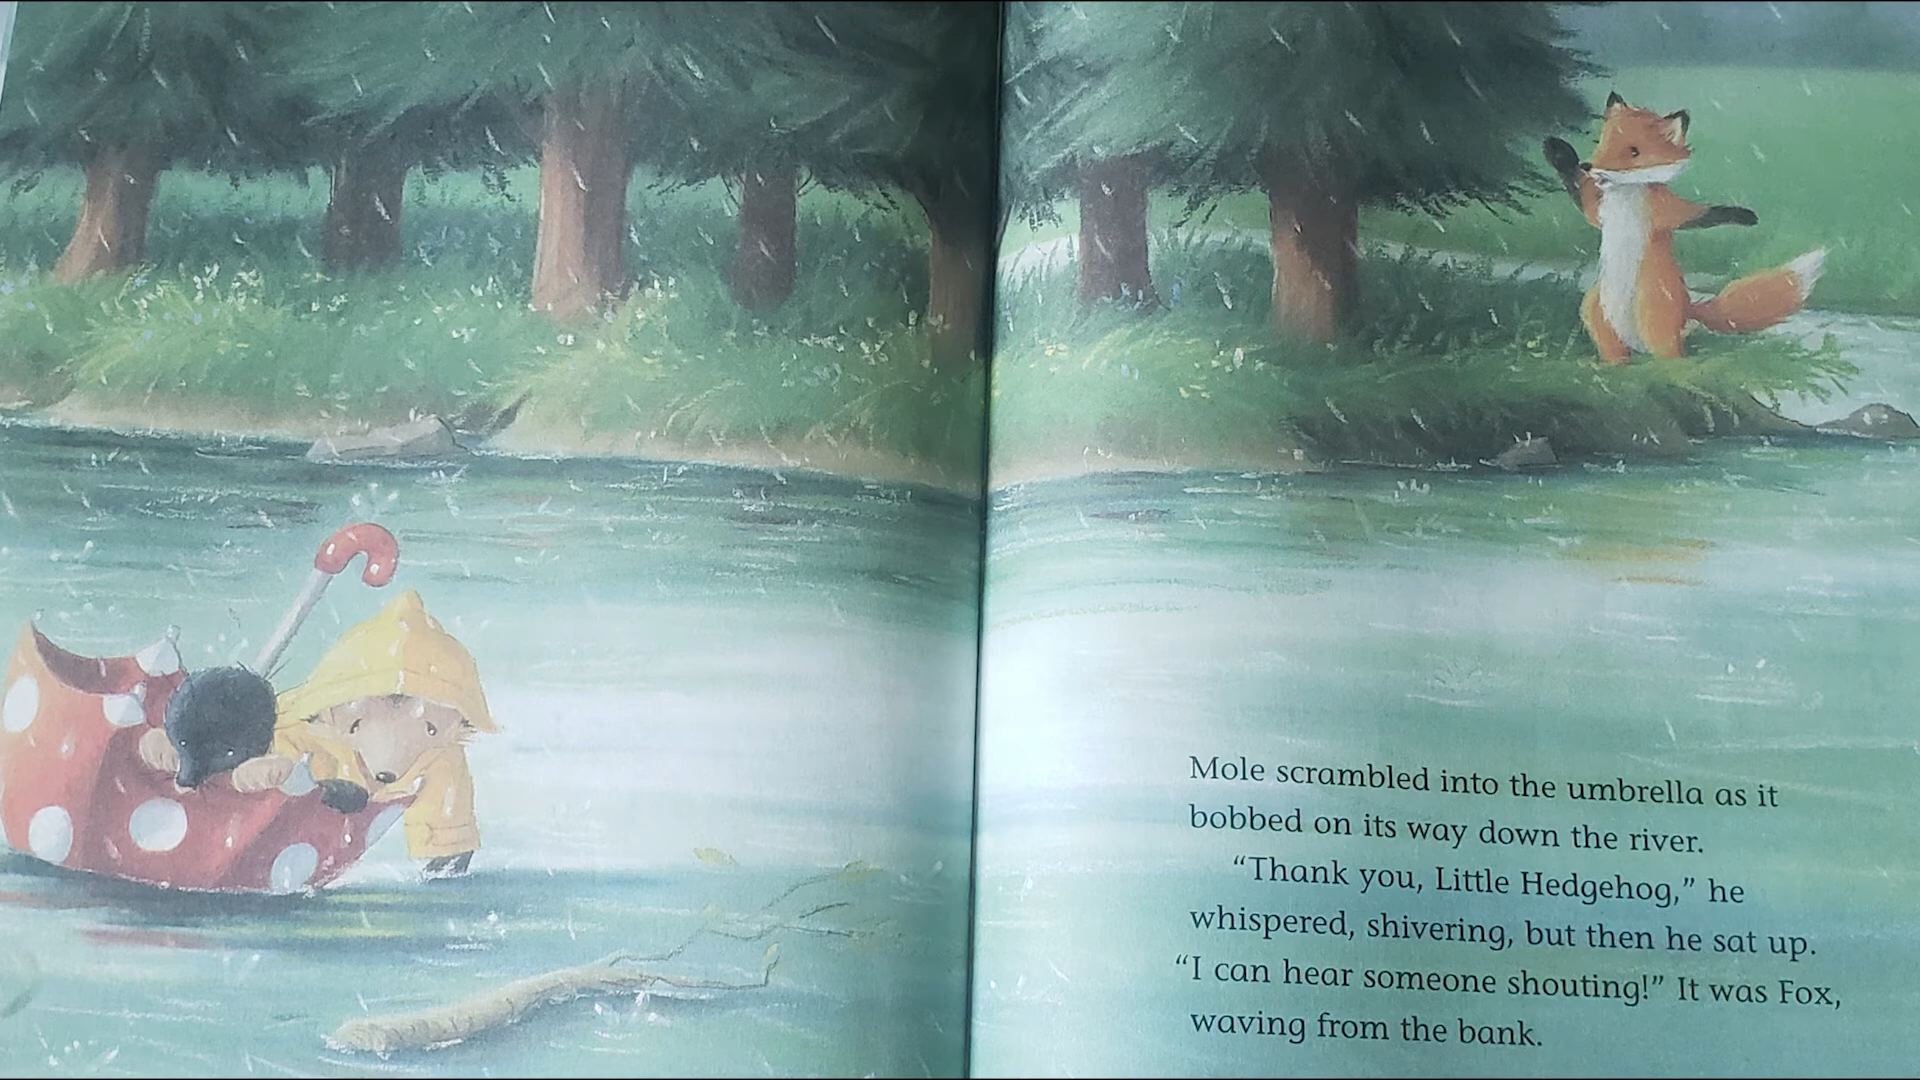 Mole scrambled into the umbrella as it
bobbed on its way down the river.
“Thank you, Little Hedgehog,” he
whispered, shivering, but then he sat up.
“I can hear someone shouting!” It was Fox,
waving from the bank.